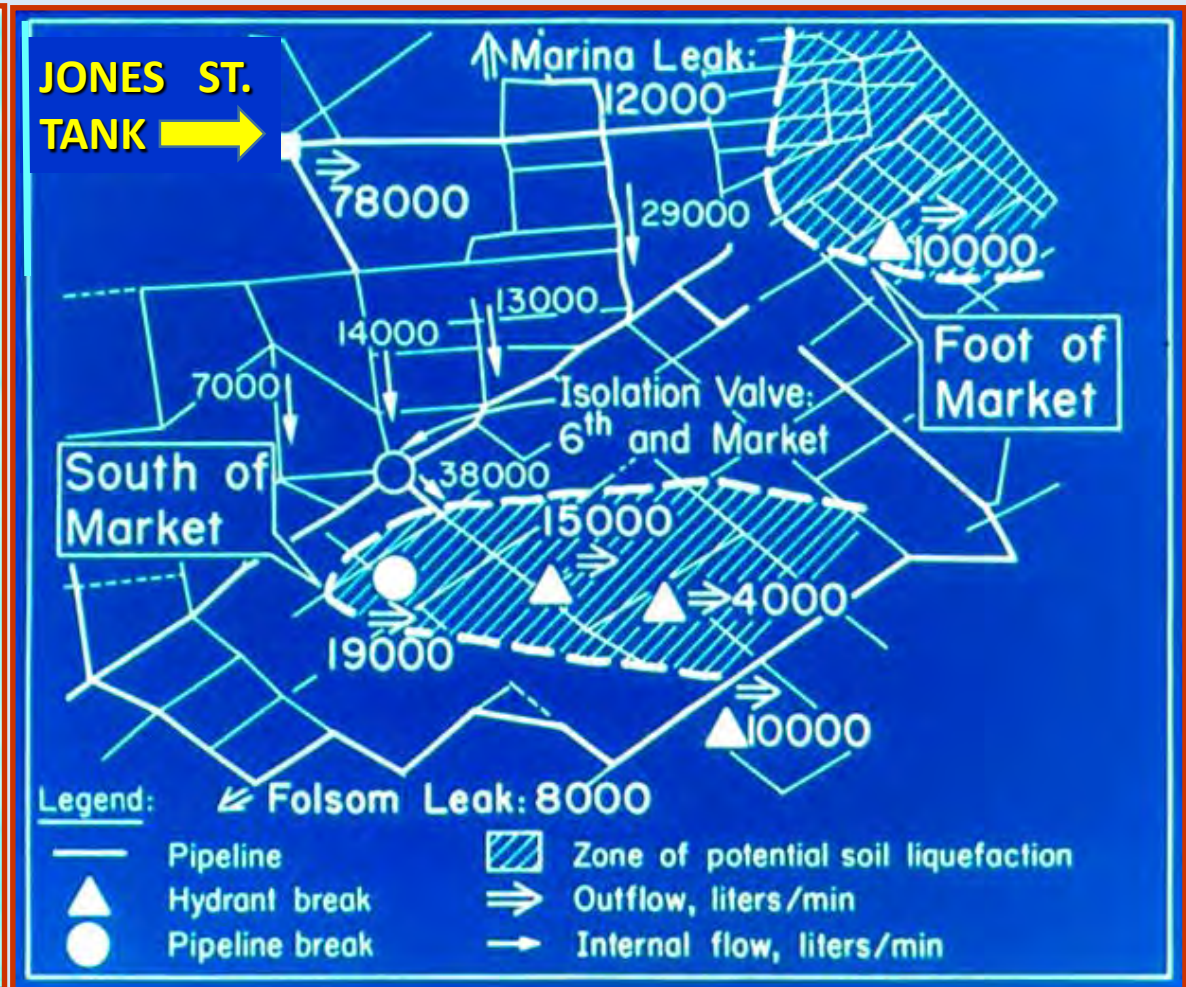 JONES ST.
TANK
Marina Leak:
12000
78000
29000
10000
13000
14000
Foot of
Market
7000
Isolation Valve:
6th and Market
South of
Market
38000
15000
4000
19000
10000
Folsom Leak: 8000
Legend:
Pipeline
Hydrant break
Pipeline break
Zone of potential soil liquefaction
Outflow, liters/min
Internal flow, liters/min